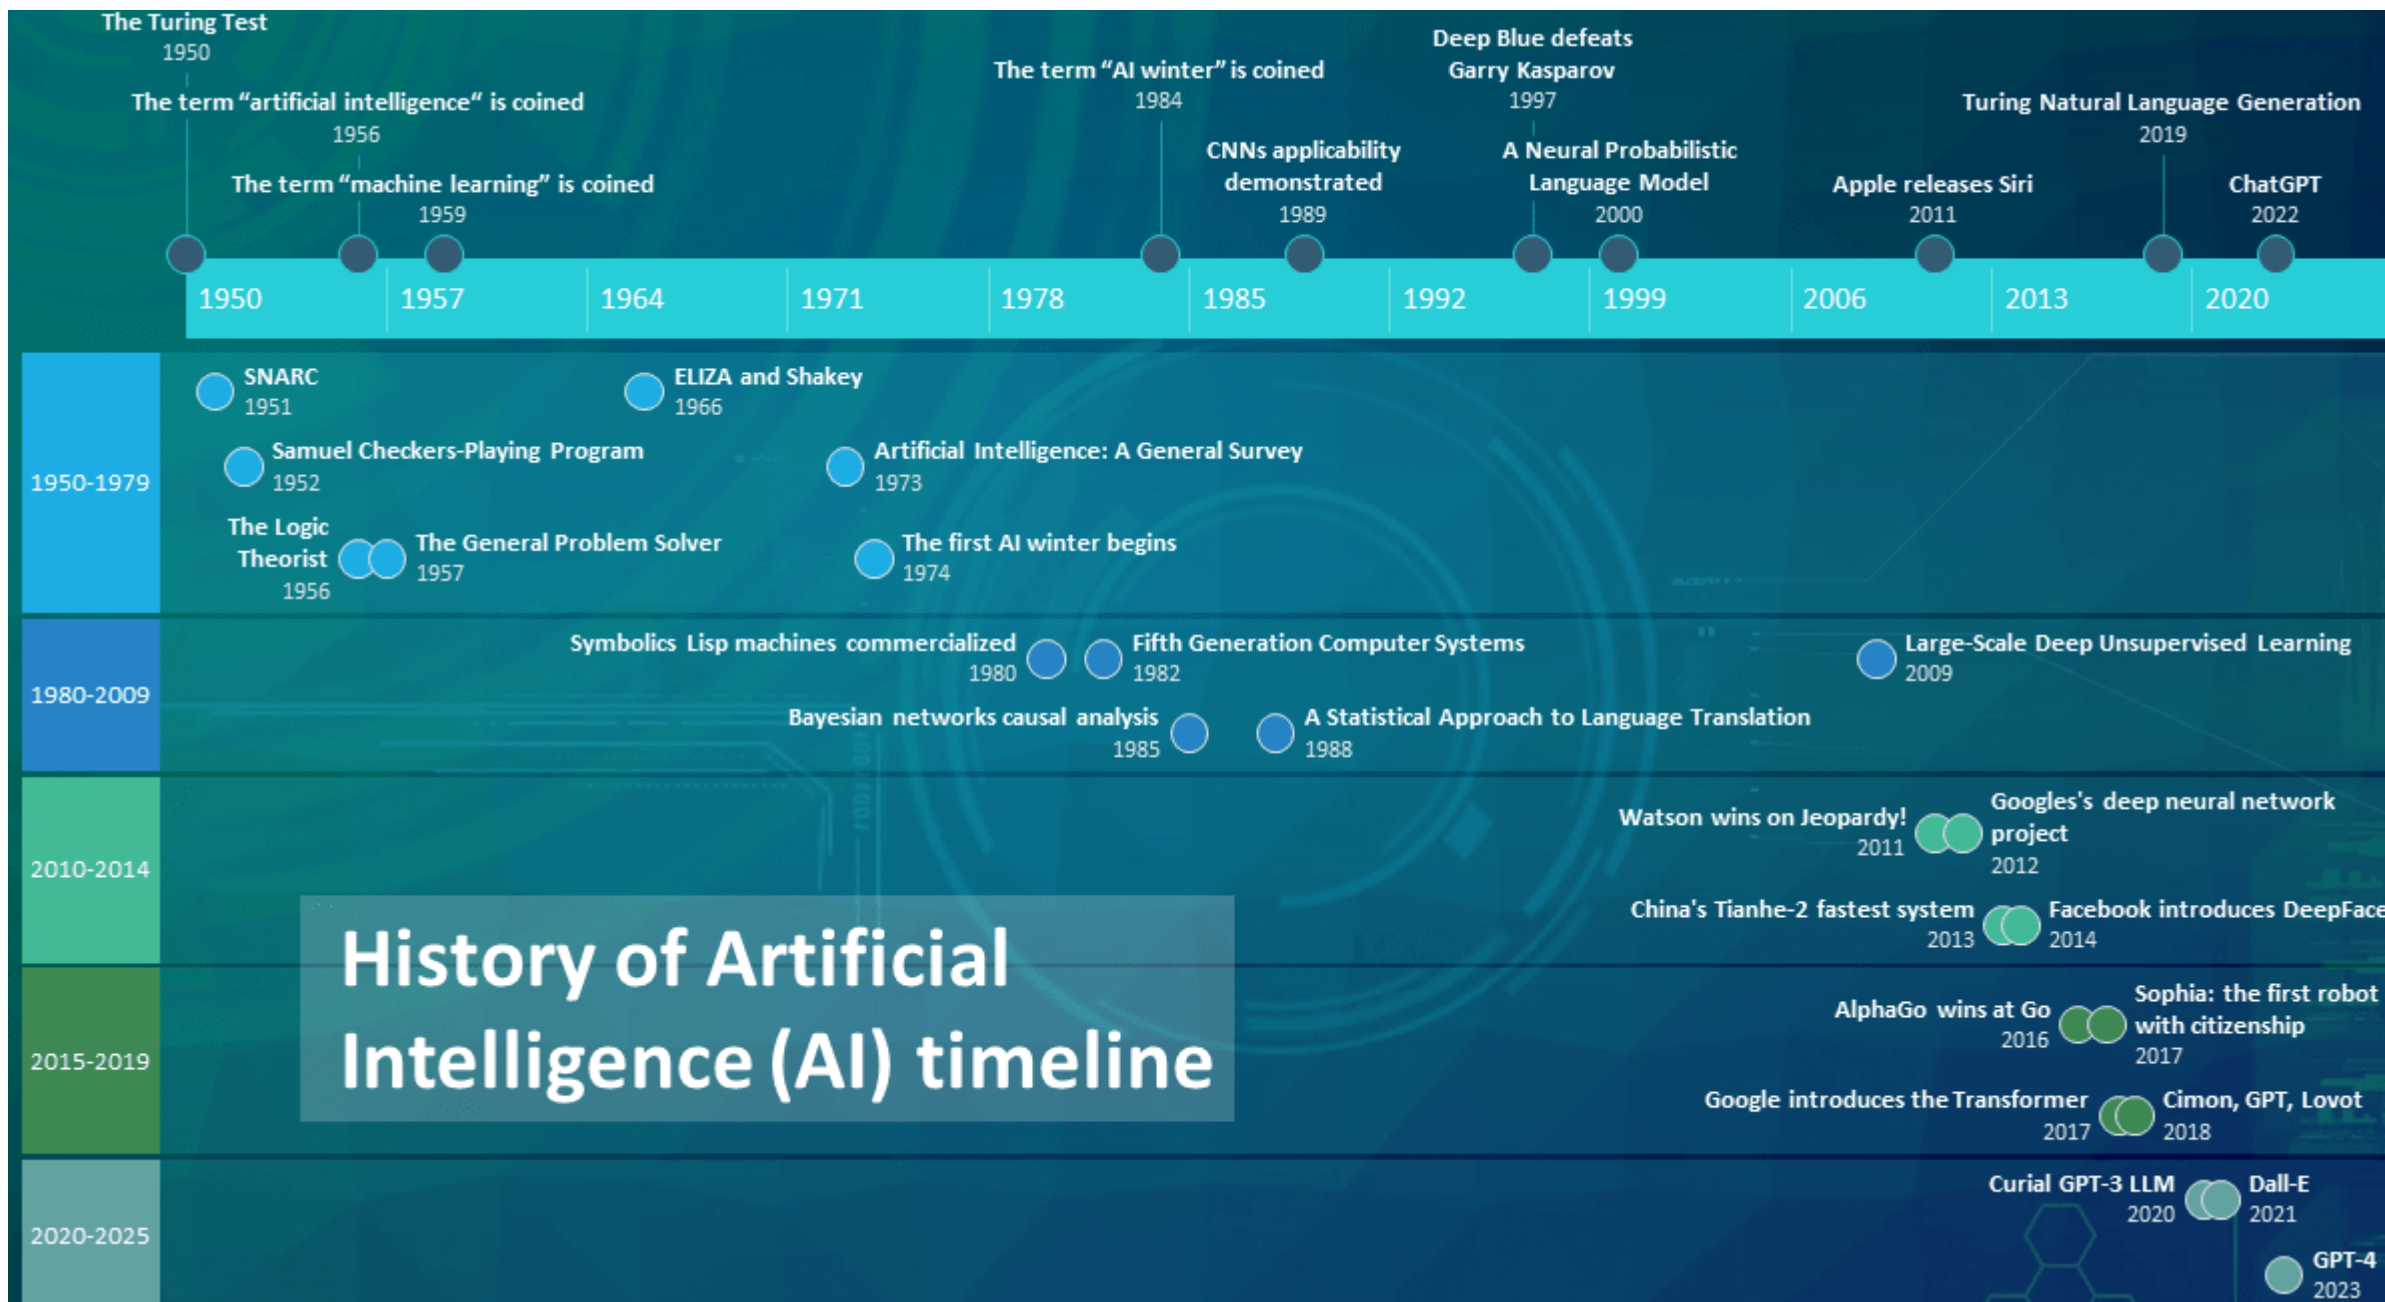 The Turing Test
1950
The term “artificial intelligence“ is coined
1956
The term “machine learning” is coined
1959
The term “AI winter” is coined
1984
CNNs applicability
demonstrated
1989
Deep Blue defeats
Garry Kasparov
1997
A Neural Probabilistic
Language Model
2000
Apple releases Siri
2011
Turing Natural Language Generation
2019
ChatGPT
2022
1950
1957
1964
1971
1978
1985
1992
1999
2006
2013
2020
1950-1979
SNARC
1951
ELIZA and Shakey
1966
Samuel Checkers-Playing Program
1952
Artificial Intelligence: A General Survey
1973
The Logic
Theorist
1956
The General Problem Solver
1957
The first AI winter begins
1974
1980-2009
Symbolics Lisp machines commercialized
1980
Fifth Generation Computer Systems
1982
Large-Scale Deep Unsupervised Learning
2009
Bayesian networks causal analysis
1985
A Statistical Approach to Language Translation
1988
2010-2014
Watson wins on Jeopardy!
2011
Googles's deep neural network
project
2012
China's Tianhe-2 fastest system
2013
Facebook introduces DeepFace
2014
History of Artificial
Intelligence (AI) timeline
2015-2019
AlphaGo wins at Go
2016
Sophia: the first robot
with citizenship
2017
Google introduces the Transformer
2017
Cimon, GPT, Lovot
2018
2020-2025
Curial GPT-3 LLM
2020
Dall-E
2021
GPT-4
2023